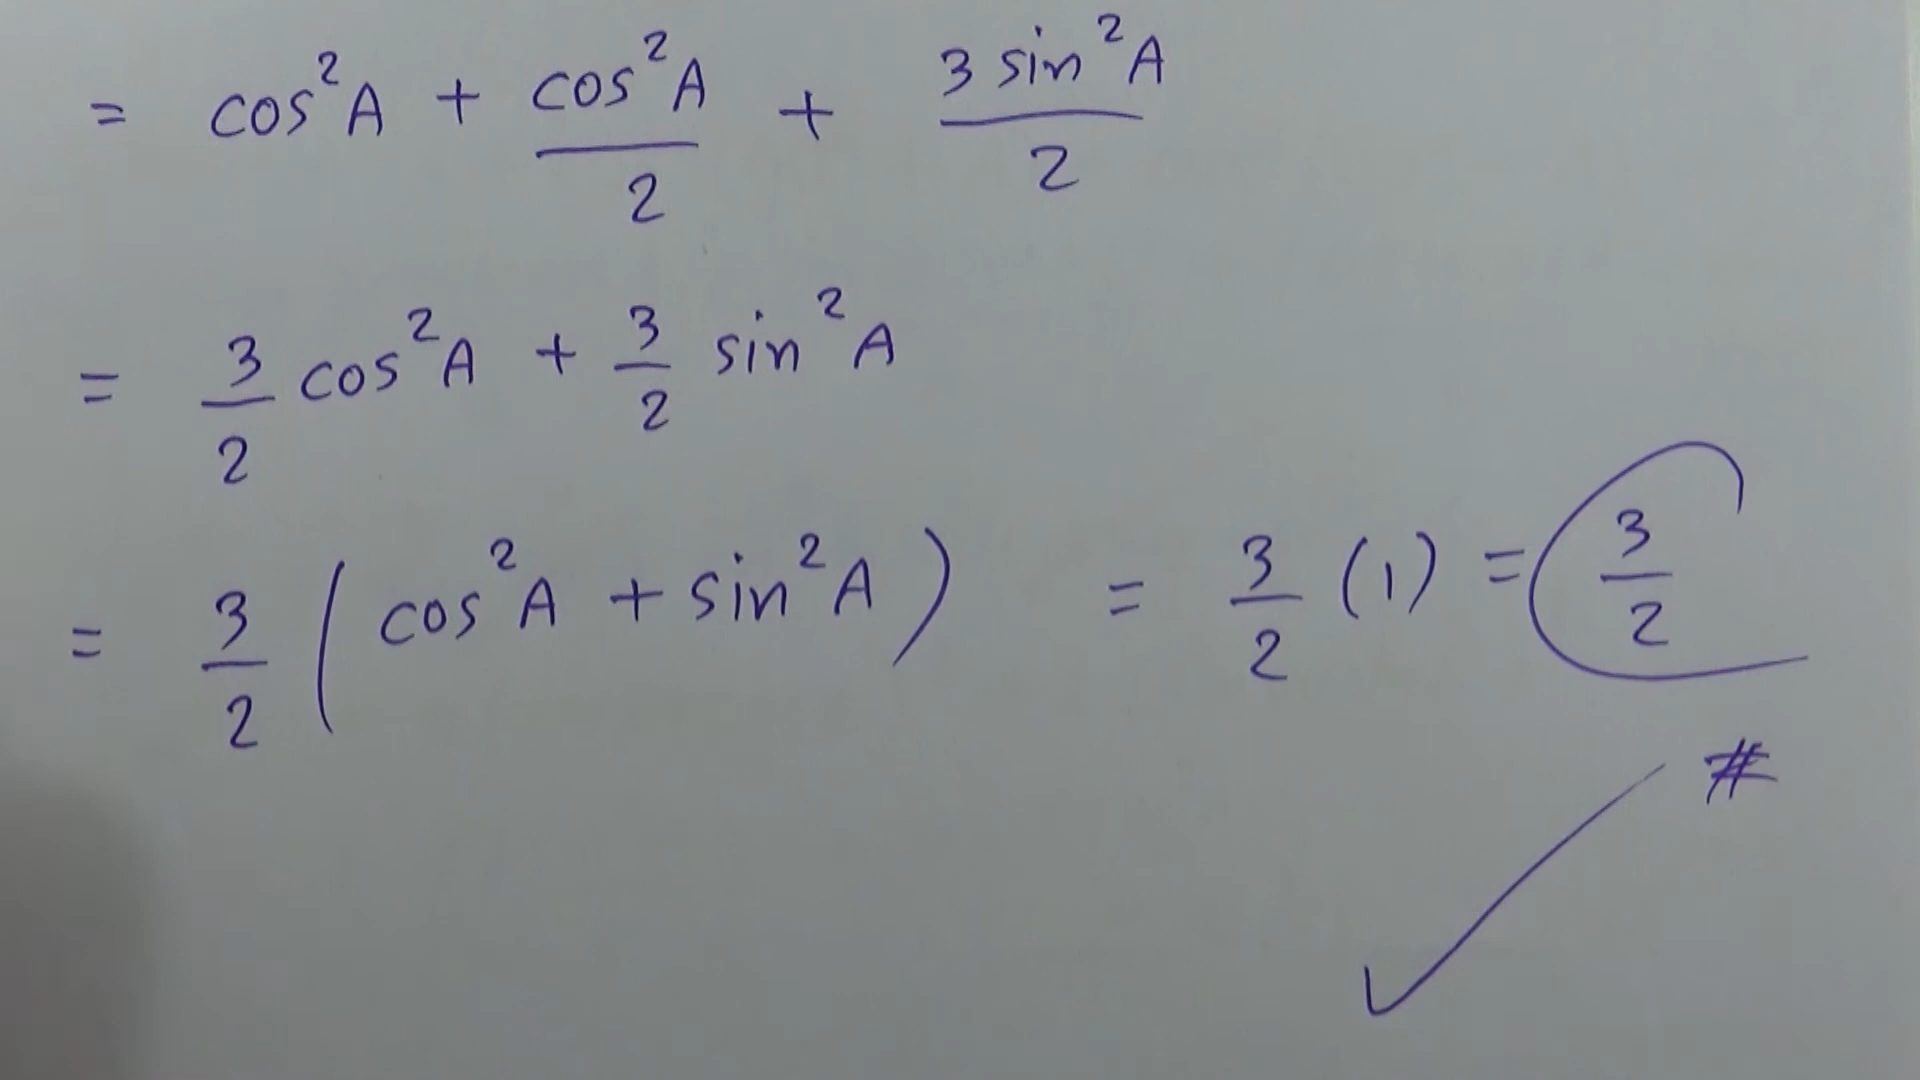 = cos²A + cos²A/2 + 3 sin²A/2
= 3/2 cos²A + 3/2 sin²A
= 3/2 (cos²A + sin²A) = 3/2 (1) = 3/2
#